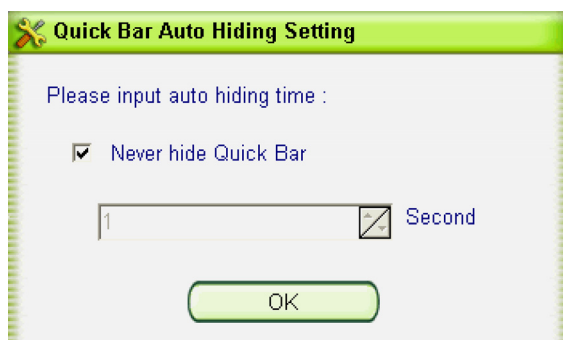 Quick Bar Auto Hiding Setting
Please input auto hiding time :
Never hide Quick Bar
1 Second
OK